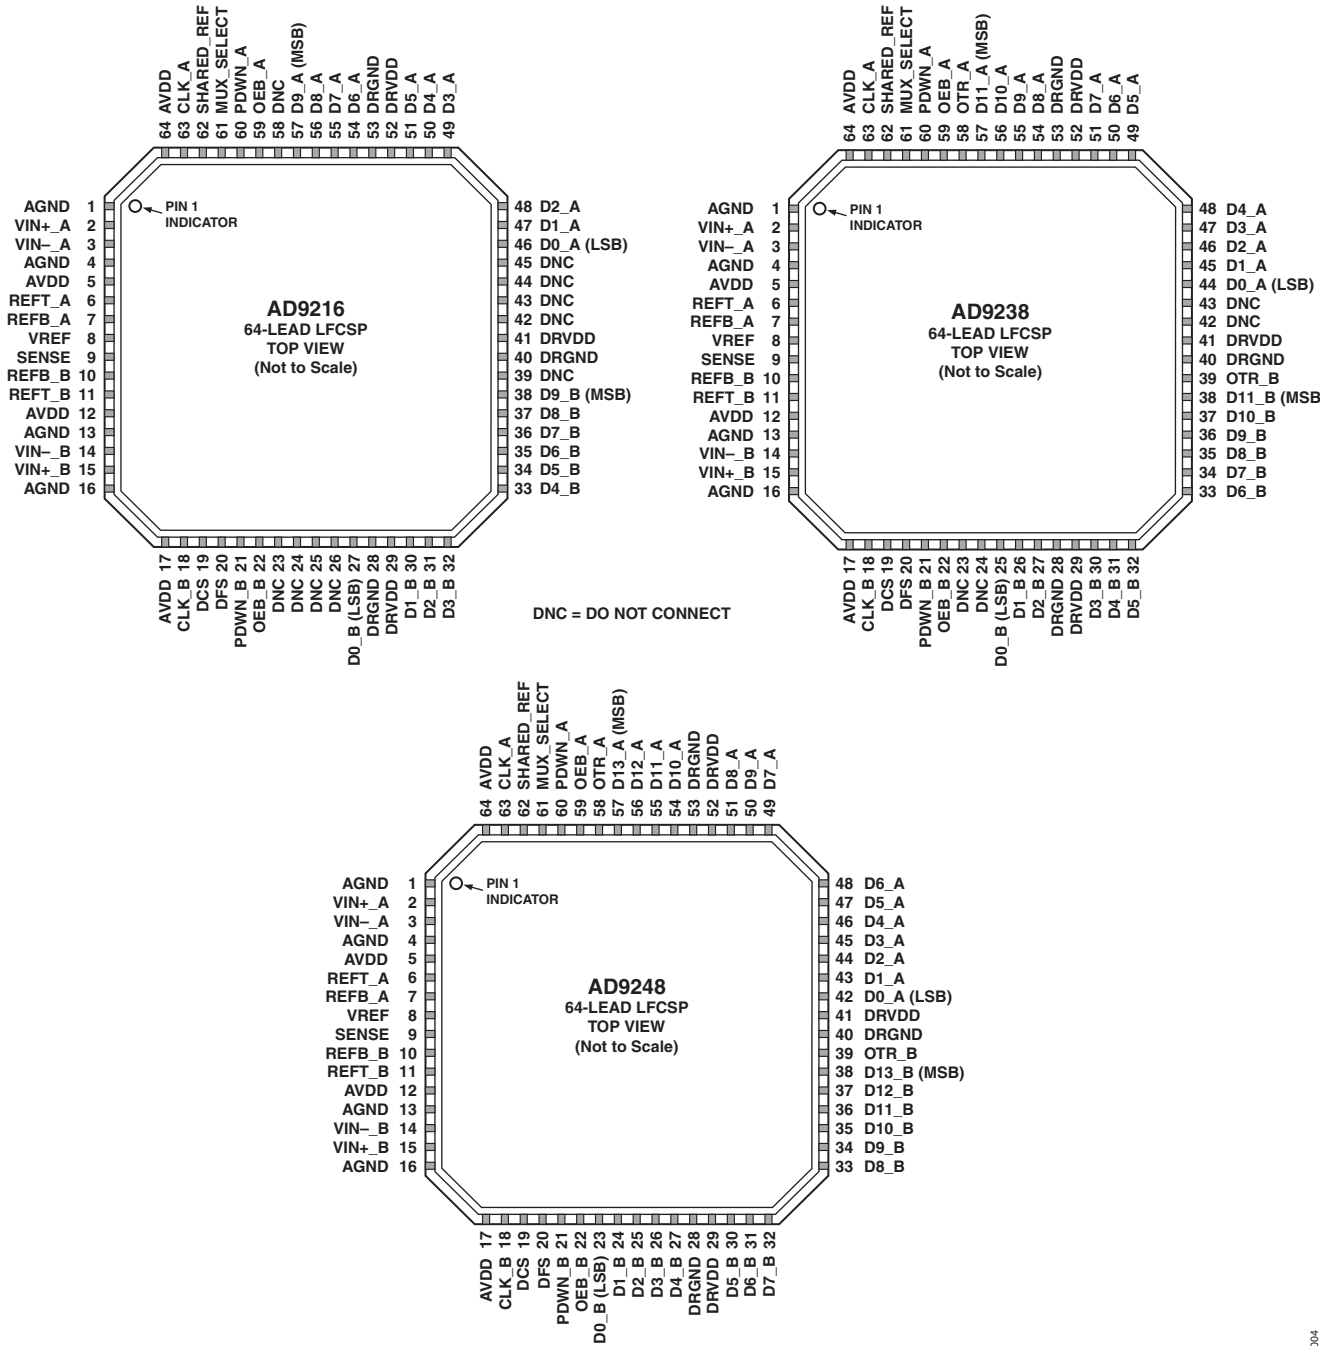 64 AVDD
63 CLK_A
62 SHARED_REF
61 MUX_SELECT
60 PDWN_A
59 OEB_A
58 DNC
57 D9_A (MSB)
56 D8_A
55 D7_A
54 D6_A
53 DRGND
52 DRVDD
51 D5_A
50 D4_A
49 D3_A
AGND 1
VIN+_A 2
VIN–_A 3
AGND 4
AVDD 5
REFT_A 6
REFB_A 7
VREF 8
SENSE 9
REFB_B 10
REFT_B 11
AVDD 12
AGND 13
VIN–_B 14
VIN+_B 15
AGND 16
PIN 1
INDICATOR
AD9216
64-LEAD LFCSP
TOP VIEW
(Not to Scale)
48 D2_A
47 D1_A
46 D0_A (LSB)
45 DNC
44 DNC
43 DNC
42 DNC
41 DRVDD
40 DRGND
39 DNC
38 D9_B (MSB)
37 D8_B
36 D7_B
35 D6_B
34 D5_B
33 D4_B
AVDD 17
CLK_B 18
DCS 19
DFS 20
PDWN_B 21
OEB_B 22
DNC 23
DNC 24
DNC 25
DNC 26
D0_B (LSB) 27
DRGND 28
DRVDD 29
D1_B 30
D2_B 31
D3_B 32
64 AVDD
63 CLK_A
62 SHARED_REF
61 MUX_SELECT
60 PDWN_A
59 OEB_A
58 OTR_A
57 D11_A (MSB)
56 D10_A
55 D9_A
54 D8_A
53 DRGND
52 DRVDD
51 D7_A
50 D6_A
49 D5_A
AGND 1
VIN+_A 2
VIN–_A 3
AGND 4
AVDD 5
REFT_A 6
REFB_A 7
VREF 8
SENSE 9
REFB_B 10
REFT_B 11
AVDD 12
AGND 13
VIN–_B 14
VIN+_B 15
AGND 16
PIN 1
INDICATOR
AD9238
64-LEAD LFCSP
TOP VIEW
(Not to Scale)
48 D4_A
47 D3_A
46 D2_A
45 D1_A
44 D0_A (LSB)
43 DNC
42 DNC
41 DRVDD
40 DRGND
39 OTR_B
38 D11_B (MSB
37 D10_B
36 D9_B
35 D8_B
34 D7_B
33 D6_B
AVDD 17
CLK_B 18
DCS 19
DFS 20
PDWN_B 21
OEB_B 22
DNC 23
DNC 24
D0_B (LSB) 25
D1_B 26
D2_B 27
DRGND 28
DRVDD 29
D3_B 30
D4_B 31
D5_B 32
DNC = DO NOT CONNECT
64 AVDD
63 CLK_A
62 SHARED_REF
61 MUX_SELECT
60 PDWN_A
59 OEB_A
58 OTR_A
57 D13_A (MSB)
56 D12_A
55 D11_A
54 D10_A
53 DRGND
52 DRVDD
51 D8_A
50 D9_A
49 D7_A
AGND 1
VIN+_A 2
VIN–_A 3
AGND 4
AVDD 5
REFT_A 6
REFB_A 7
VREF 8
SENSE 9
REFB_B 10
REFT_B 11
AVDD 12
AGND 13
VIN–_B 14
VIN+_B 15
AGND 16
PIN 1
INDICATOR
AD9248
64-LEAD LFCSP
TOP VIEW
(Not to Scale)
48 D6_A
47 D5_A
46 D4_A
45 D3_A
44 D2_A
43 D1_A
42 D0_A (LSB)
41 DRVDD
40 DRGND
39 OTR_B
38 D13_B (MSB)
37 D12_B
36 D11_B
35 D10_B
34 D9_B
33 D8_B
AVDD 17
CLK_B 18
DCS 19
DFS 20
PDWN_B 21
OEB_B 22
D0_B (LSB) 23
D1_B 24
D2_B 25
D3_B 26
D4_B 27
DRGND 28
DRVDD 29
D5_B 30
D6_B 31
D7_B 32
004